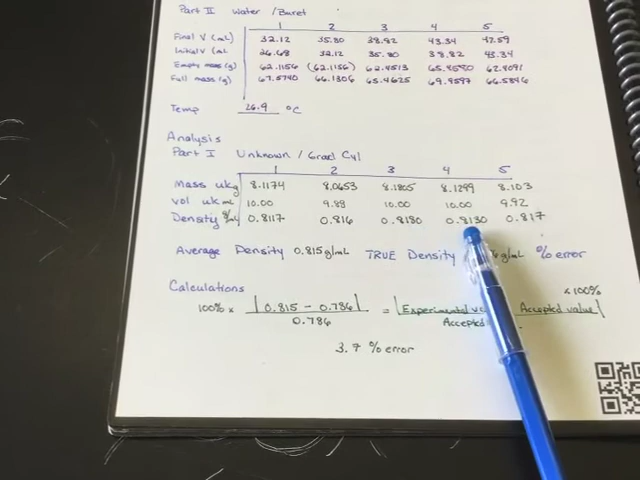 Part II Water / Buret
1 2 3 4 5
Final V (mL) 32.12 35.80 38.82 43.34 47.59
Initial V (mL 26.68 32.12 35.80 38.82 43.34
Empty mass (g) 62.1156 (62.1156) 62.4513 65.4580 62.4091
Full mass (g) 67.5740 66.1306 65.4625 69.9597 66.5846
Temp 26.9 °C
Analysis
Part I Unknown / Grad Cyl
1 2 3 4 5
Mass uk g 8.1174 8.0653 8.1805 8.1299 8.103
vol uk mL 10.00 9.89 10.00 10.00 9.92
Density g/mL 0.8117 0.816 0.8180 0.8130 0.817
Average Density 0.815 g/mL TRUE Density g/mL % error
Calculations
100% x |0.815 - 0.786| / 0.786 = |Experimental Accepted value| / Accepted x 100%
3.7 % error